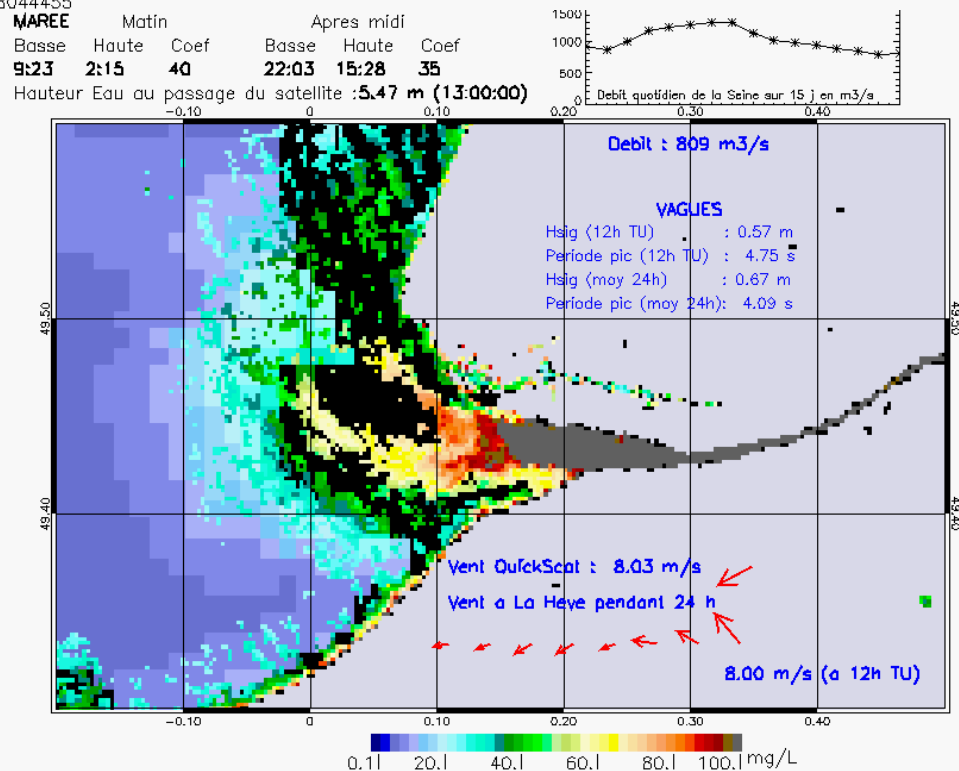 MAREE Matin Apres midi
Basse Haute Coef Basse Haute Coef
9:23 2:15 40 22:03 15:28 35
Hauteur Eau au passage du satellite :5.47 m (13:00:00)
1500
1000
500
0
Debit quotidien de la Seine sur 15 j en m3/s
0.20 0.30 0.40
-0.10 0 0.10
Debit : 809 m3/s
VAGUES
Hsig (12h TU) : 0.57 m
Periode pic (12h TU) : 4.75 s
Hsig (moy 24h) : 0.67 m
Periode pic (moy 24h): 4.09 s
49.50 49.50
49.40 49.40
Vent QuickScat : 8.03 m/s
Vent a La Heve pendant 24 h
8.00 m/s (a 12h TU)
-0.10 0 0.10 0.20 0.30 0.40
0.1| 20.| 40.| 60.| 80.| 100.| mg/L